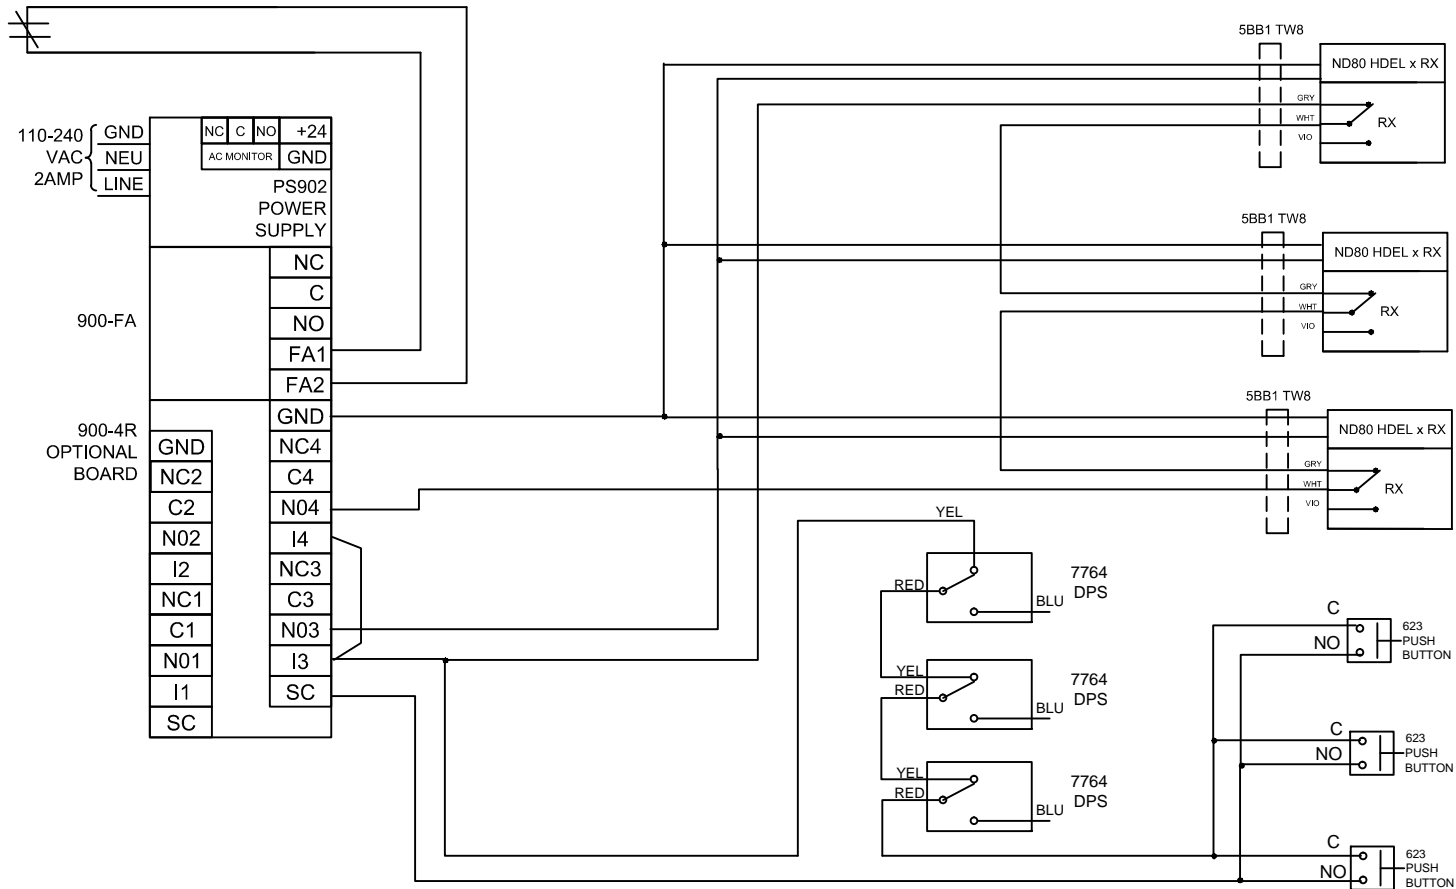 110-240
VAC
2AMP
GND
NEU
LINE
NC C NO +24
AC MONITOR GND
PS902
POWER
SUPPLY
900-FA
NC
C
NO
FA1
FA2
900-4R
OPTIONAL
BOARD
GND
NC4
C4
N04
I4
NC3
C3
N03
I3
SC
GND
NC2
C2
N02
I2
NC1
C1
N01
I1
SC
5BB1 TW8
ND80 HDEL x RX
GRY
WHT
VIO
RX
5BB1 TW8
ND80 HDEL x RX
GRY
WHT
VIO
RX
5BB1 TW8
ND80 HDEL x RX
GRY
WHT
VIO
RX
YEL
RED
BLU
7764
DPS
YEL
RED
BLU
7764
DPS
YEL
RED
BLU
7764
DPS
C
NO
623
PUSH
BUTTON
C
NO
623
PUSH
BUTTON
C
NO
623
PUSH
BUTTON